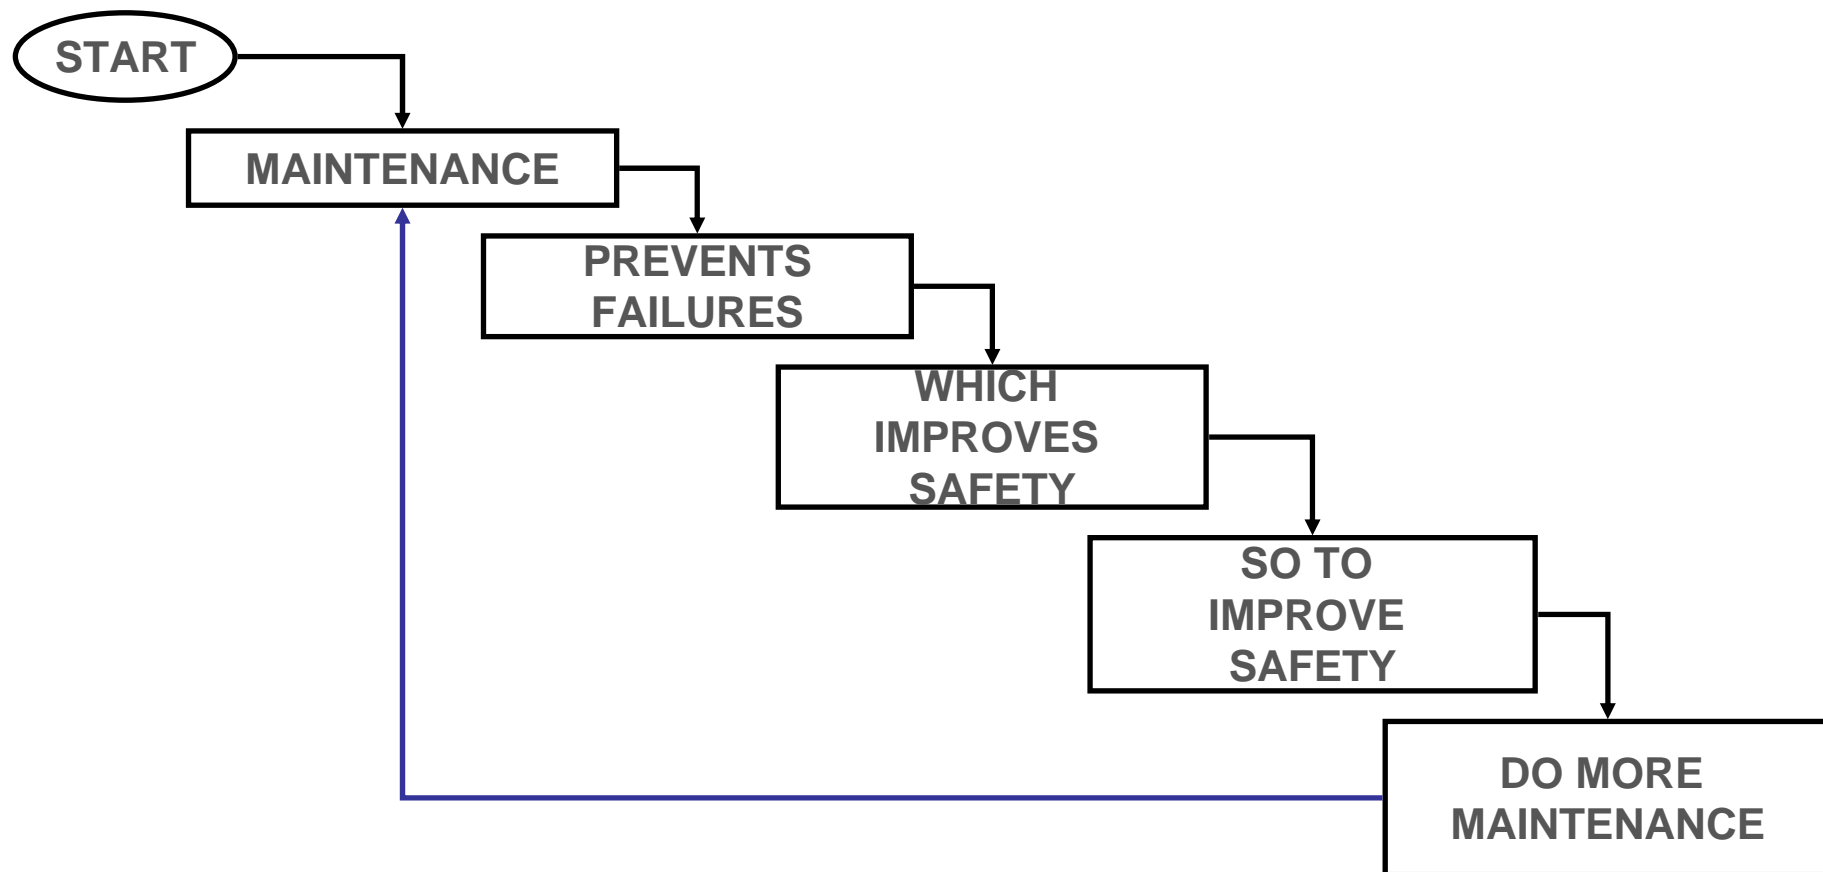 START
MAINTENANCE
PREVENTS
FAILURES
WHICH
IMPROVES
SAFETY
SO TO
IMPROVE
SAFETY
DO MORE
MAINTENANCE